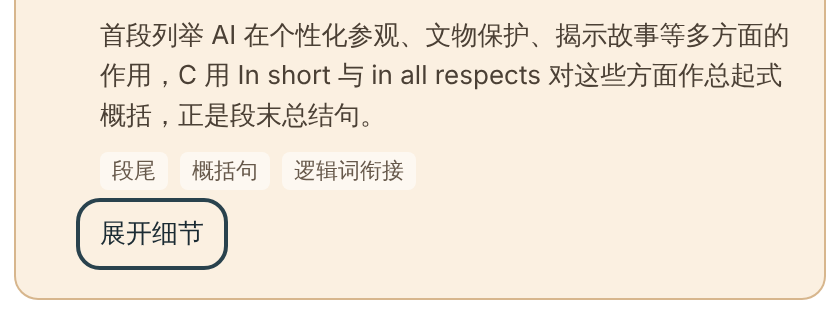 首段列举 AI 在个性化参观、文物保护、揭示故事等多方面的
作用，C 用 In short 与 in all respects 对这些方面作总起式
概括，正是段末总结句。
段尾 概括句 逻辑词衔接
展开细节